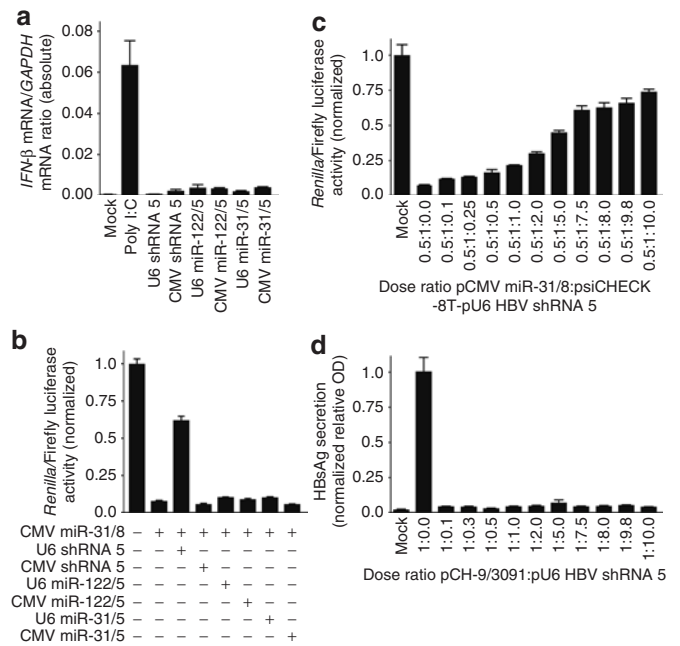 a
IFN-β mRNA/GAPDH
mRNA ratio (absolute)
0.08
0.06
0.04
0.02
0.00
Mock
Poly I:C
U6 shRNA 5
CMV shRNA 5
U6 miR-122/5
CMV miR-122/5
U6 miR-31/5
CMV miR-31/5
b
Renilla/Firefly luciferase
activity (normalized)
1.0
0.75
0.50
0.25
0.0
CMV miR-31/8 – + + + + + + +
U6 shRNA 5 – – + – – – – –
CMV shRNA 5 – – – + – – – –
U6 miR-122/5 – – – – + – – –
CMV miR-122/5 – – – – – + – –
U6 miR-31/5 – – – – – – + –
CMV miR-31/5 – – – – – – – +
c
Renilla/Firefly luciferase
activity (normalized)
1.0
0.75
0.50
0.25
0.0
Mock
0.5:1:0.0
0.5:1:0.1
0.5:1:0.25
0.5:1:0.5
0.5:1:1.0
0.5:1:2.0
0.5:1:5.0
0.5:1:7.5
0.5:1:8.0
0.5:1:9.8
0.5:1:10.0
Dose ratio pCMV miR-31/8:psiCHECK
-8T-pU6 HBV shRNA 5
d
HBsAg secretion
(normalized relative OD)
1.0
0.75
0.50
0.25
0.0
Mock
1:0.0
1:0.1
1:0.3
1:0.5
1:1.0
1:2.0
1:5.0
1:7.5
1:8.0
1:9.8
1:10.0
Dose ratio pCH-9/3091:pU6 HBV shRNA 5